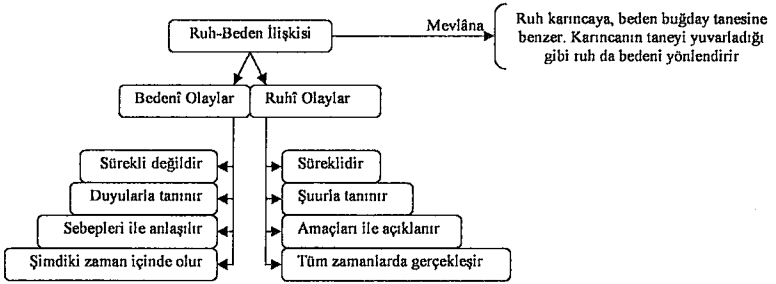 Ruh-Beden İlişkisi
Mevlâna
Ruh karıncaya, beden buğday tanesine
benzer. Karıncanın taneyi yuvarladığı
gibi ruh da bedeni yönlendirir
Bedenî Olaylar
Ruhî Olaylar
Sürekli değildir
Süreklidir
Duyularla tanınır
Şuurla tanınır
Sebepleri ile anlaşılır
Amaçları ile açıklanır
Şimdiki zaman içinde olur
Tüm zamanlarda gerçekleşir